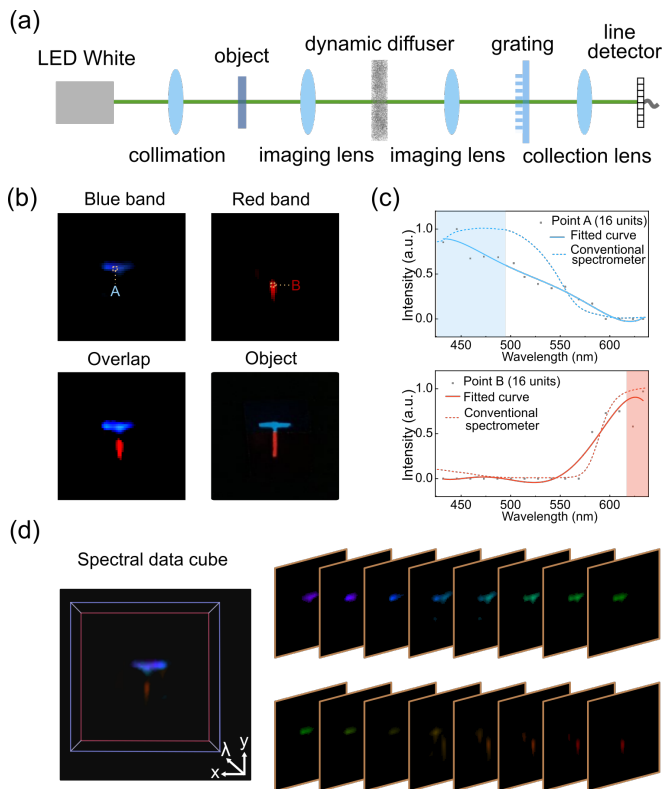 (a)
LED White
object
dynamic diffuser
grating
line
detector
collimation
imaging lens
imaging lens
collection lens
(b)
Blue band
Red band
A
B
Overlap
Object
(c)
Intensity (a.u.)
1.0
0.5
0.0
Point A (16 units)
Fitted curve
Conventional
spectrometer
450
500
550
600
Wavelength (nm)
Intensity (a.u.)
1.0
0.5
0.0
Point B (16 units)
Fitted curve
Conventional
spectrometer
450
500
550
600
Wavelength (nm)
(d)
Spectral data cube
λ
y
x